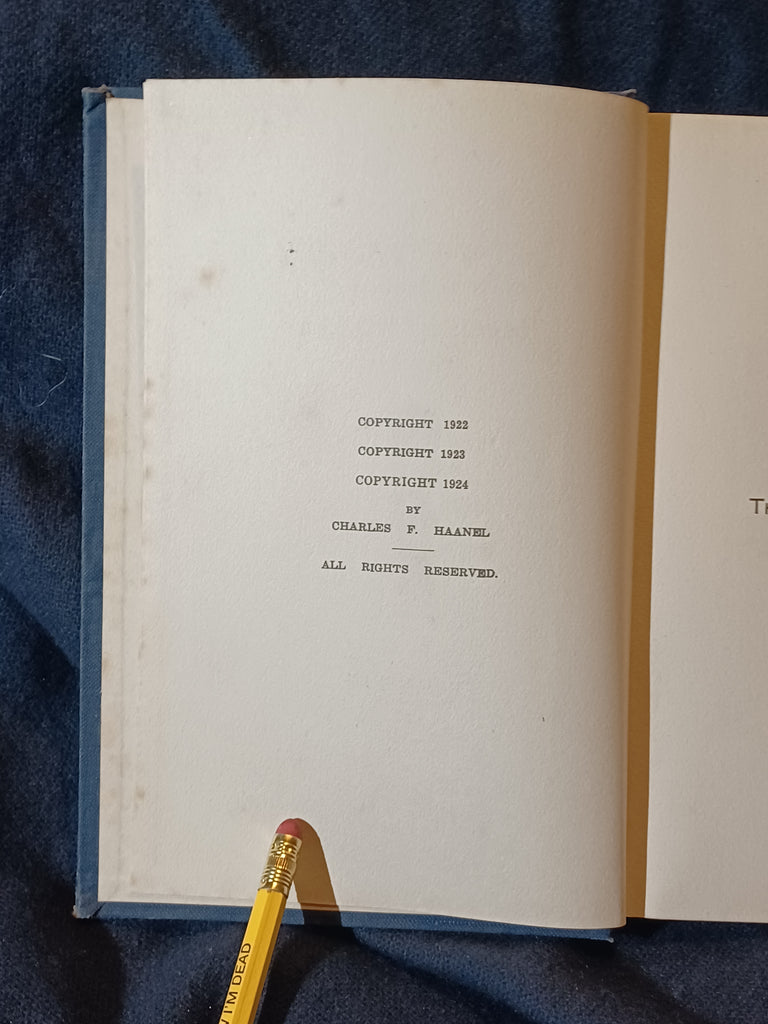 COPYRIGHT 1922
COPYRIGHT 1923
COPYRIGHT 1924
BY
CHARLES F. HAANEL
ALL RIGHTS RESERVED.
I'M DEAD